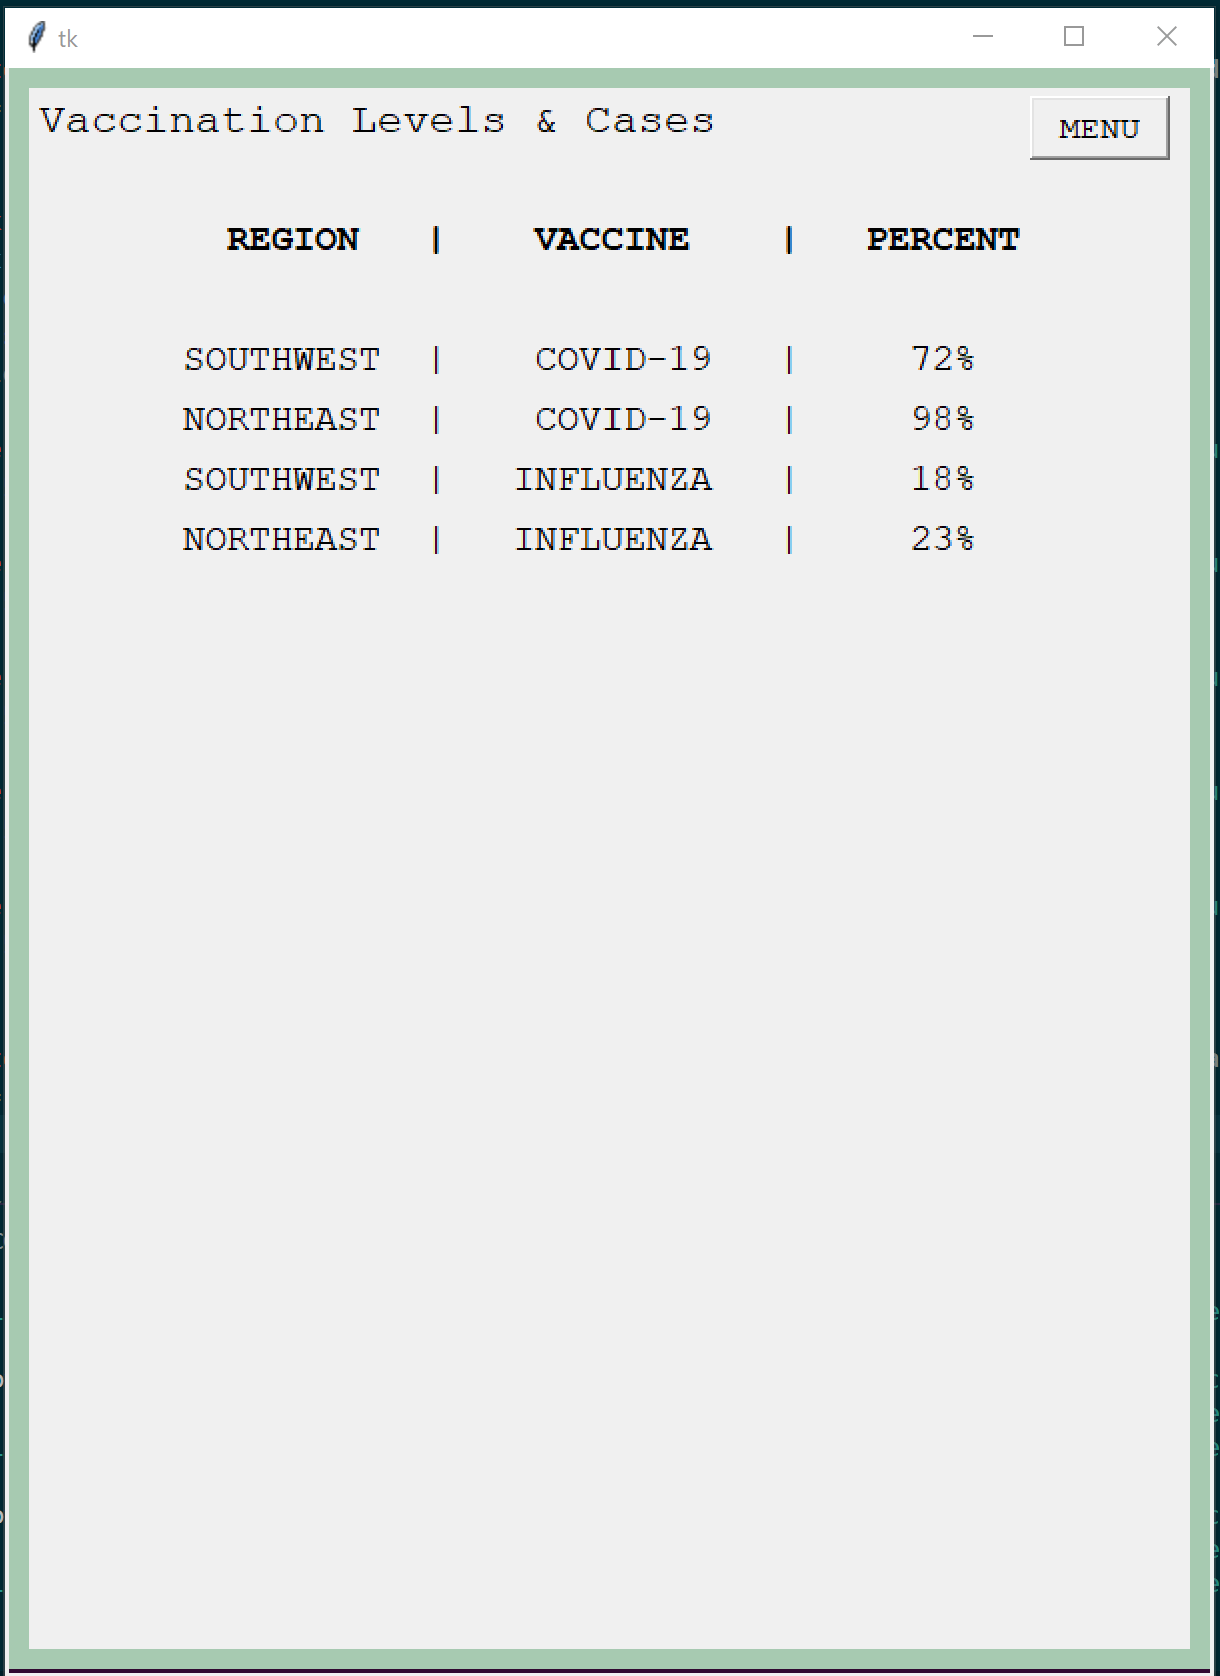 tk
Vaccination Levels & Cases
MENU
REGION | VACCINE | PERCENT
SOUTHWEST | COVID-19 | 72%
NORTHEAST | COVID-19 | 98%
SOUTHWEST | INFLUENZA | 18%
NORTHEAST | INFLUENZA | 23%